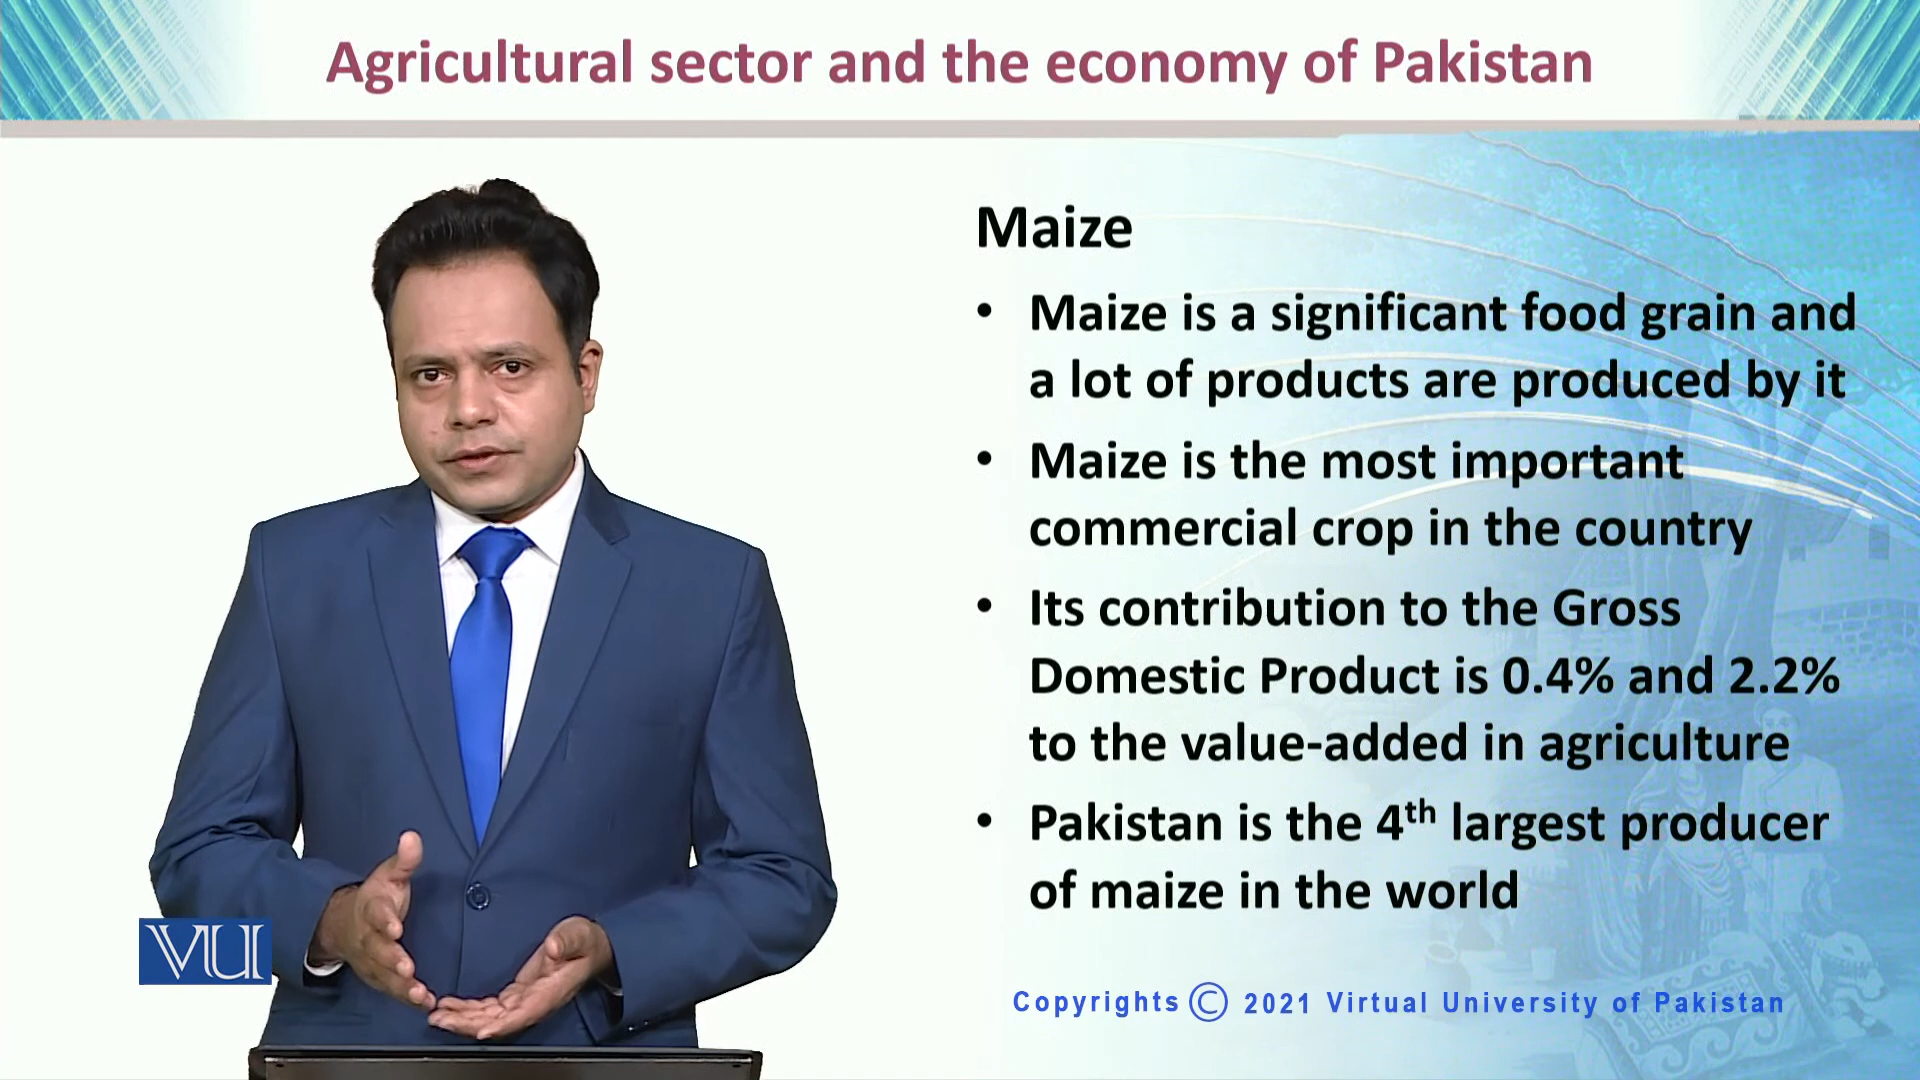 Agricultural sector and the economy of Pakistan
Maize
• Maize is a significant food grain and
a lot of products are produced by it
• Maize is the most important
commercial crop in the country
• Its contribution to the Gross
Domestic Product is 0.4% and 2.2%
to the value-added in agriculture
• Pakistan is the 4th largest producer
of maize in the world
VU
Copyrights © 2021 Virtual University of Pakistan